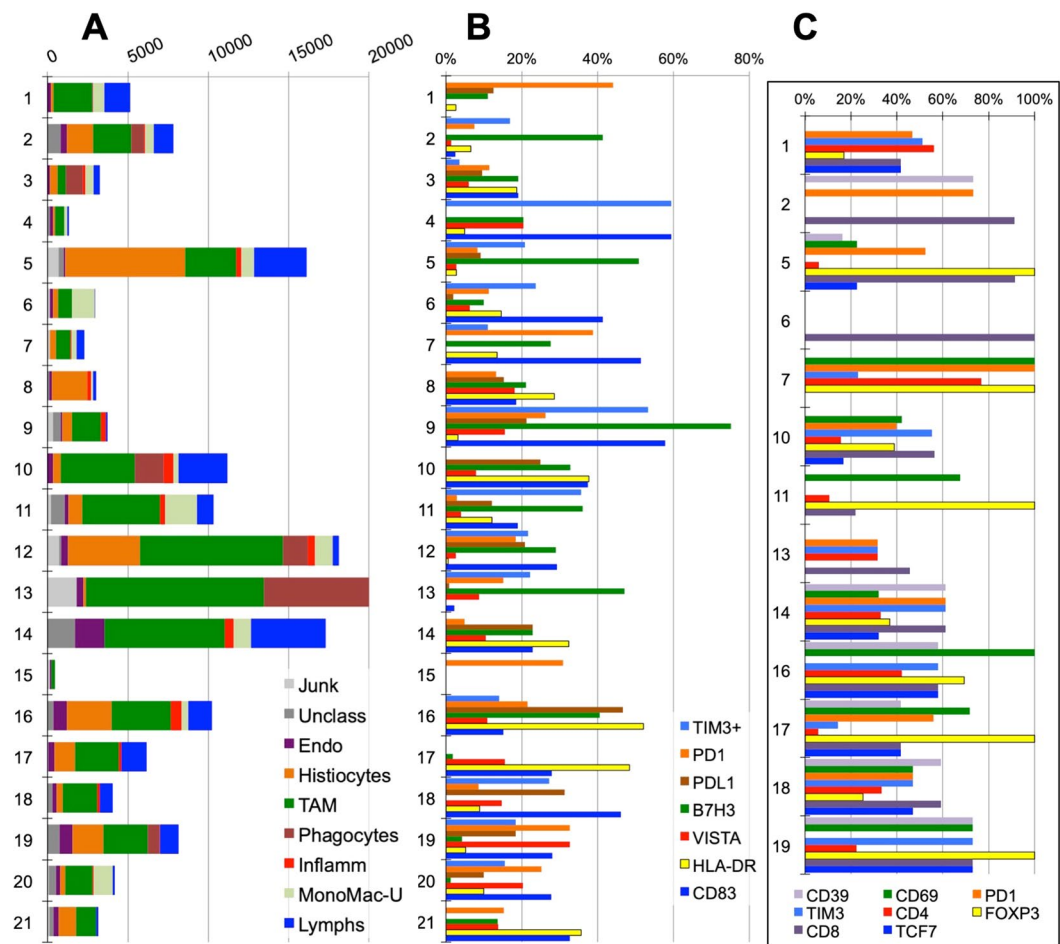 A B C
0 5000 10000 15000 20000
0% 20% 40% 60% 80%
0% 20% 40% 60% 80% 100%
1
2
3
4
5
6
7
8
9
10
11
12
13
14
15
16
17
18
19
20
21
Junk
Unclass
Endo
Histiocytes
TAM
Phagocytes
Inflamm
MonoMac-U
Lymphs
1
2
3
4
5
6
7
8
9
10
11
12
13
14
15
16
17
18
19
20
21
TIM3+
PD1
PDL1
B7H3
VISTA
HLA-DR
CD83
1
2
5
6
7
10
11
13
14
16
17
18
19
CD39 CD69 PD1
TIM3 CD4 FOXP3
CD8 TCF7